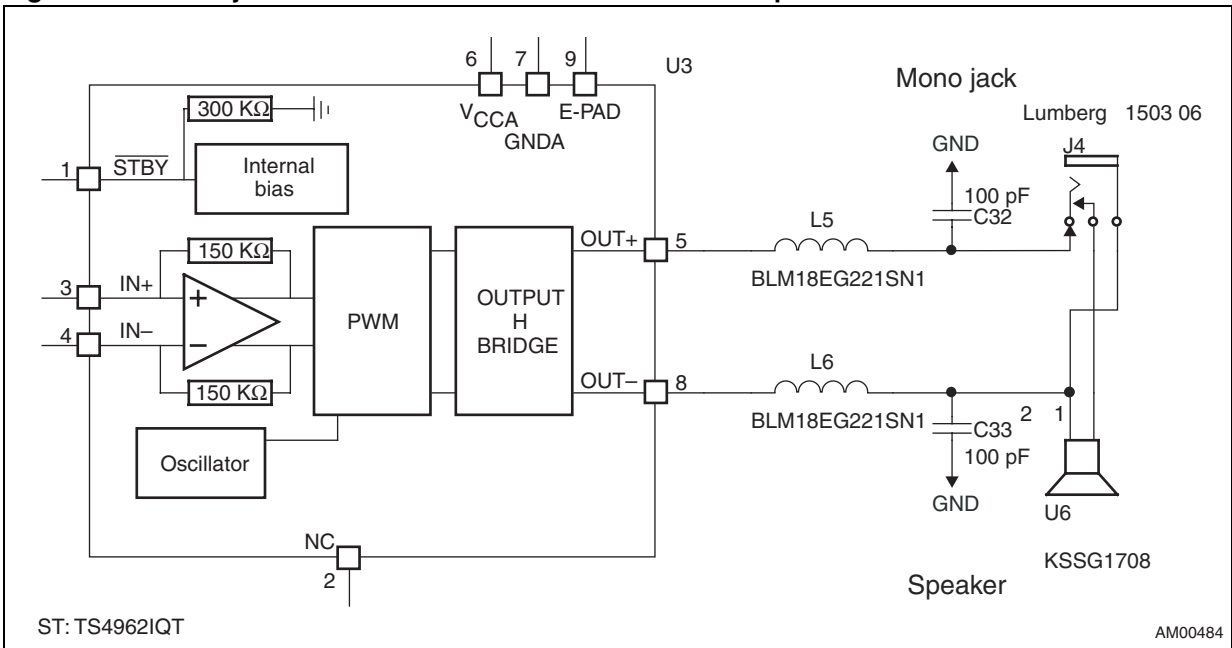 6
7
9
U3
VCCA
GNDA
E-PAD
Mono jack
Lumberg 1503 06
J4
300 KΩ
GND
1
STBY
Internal
bias
100 pF
C32
L5
BLM18EG221SN1
150 KΩ
OUT+
5
3
IN+
+
PWM
OUTPUT
H
BRIDGE
4
IN–
–
150 KΩ
OUT–
8
L6
BLM18EG221SN1
2
1
C33
100 pF
Oscillator
GND
U6
NC
2
KSSG1708
Speaker
ST: TS4962IQT
AM00484